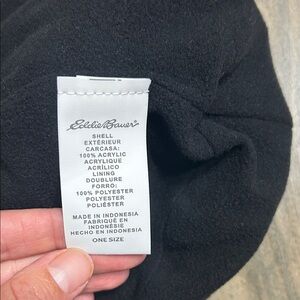 Eddie Bauer
SHELL
EXTÉRIEUR
CARCASA:
100% ACRYLIC
ACRYLIQUE
ACRÍLICO
LINING
DOUBLURE
FORRO:
100% POLYESTER
POLYESTER
POLIÉSTER
MADE IN INDONESIA
FABRIQUÉ EN
INDONÉSIE
HECHO EN INDONESIA
ONE SIZE